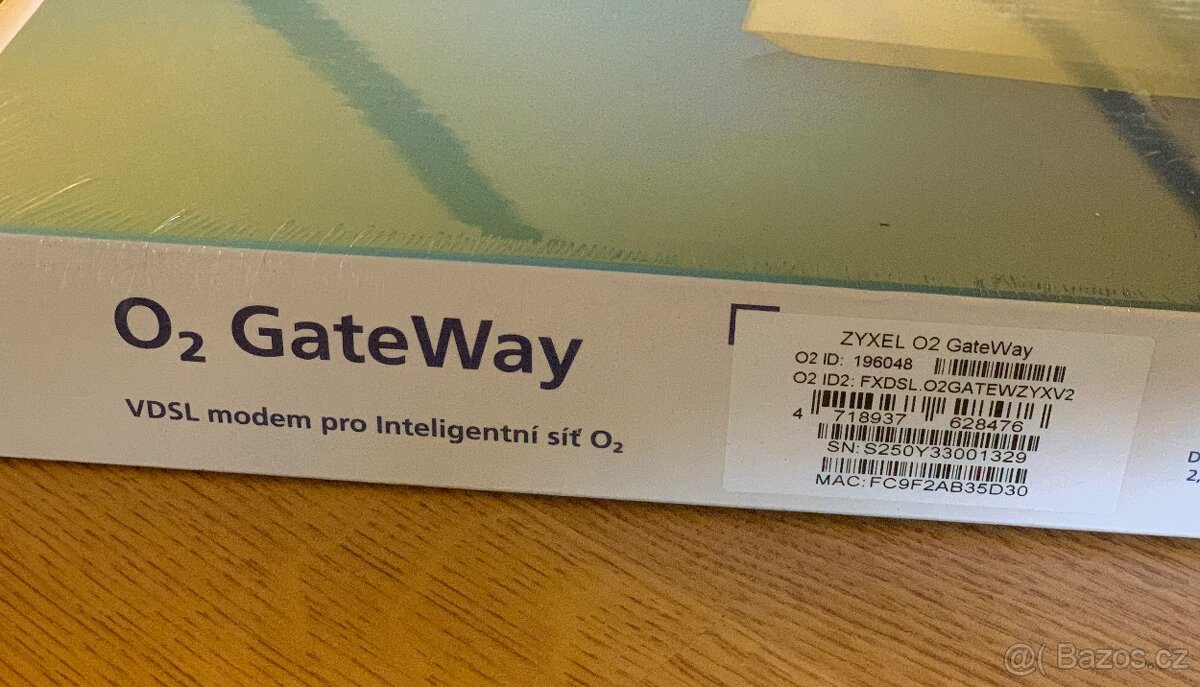 O₂ GateWay
VDSL modem pro Inteligentní síť O₂
ZYXEL O2 GateWay
O2 ID: 196048
O2 ID2: FXDSL.O2GATEWZYXV2
4 718937 628476
SN: S250Y33001329
MAC: FC9F2AB35D30
D
2,
@( Bazos.cz